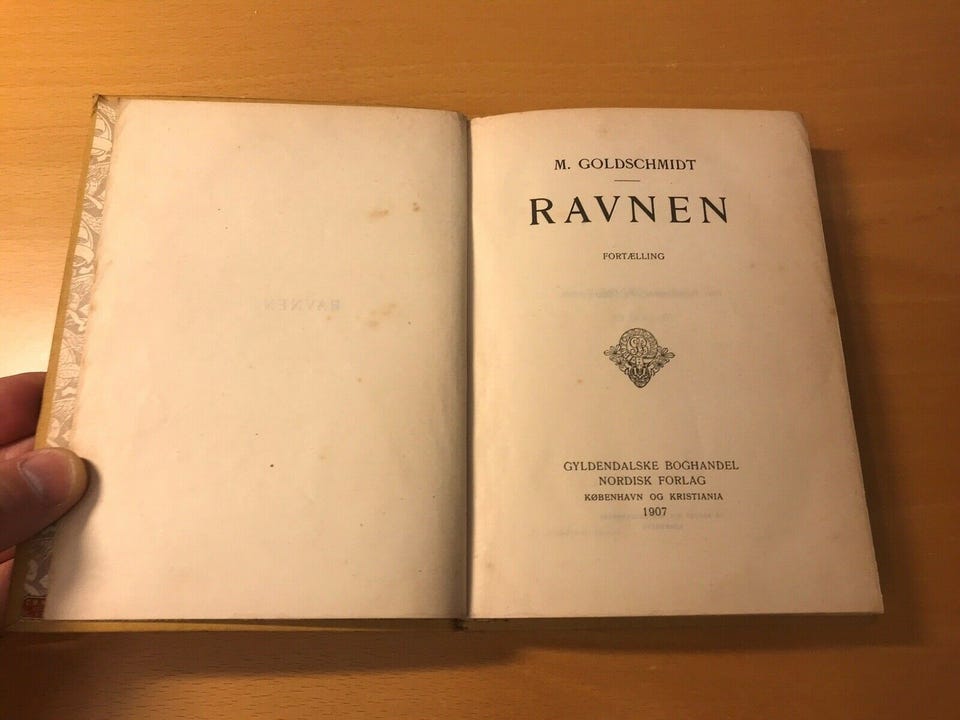 M. GOLDSCHMIDT
RAVNEN
FORTÆLLING
GYLDENDALSKE BOGHANDEL
NORDISK FORLAG
KØBENHAVN OG KRISTIANIA
1907